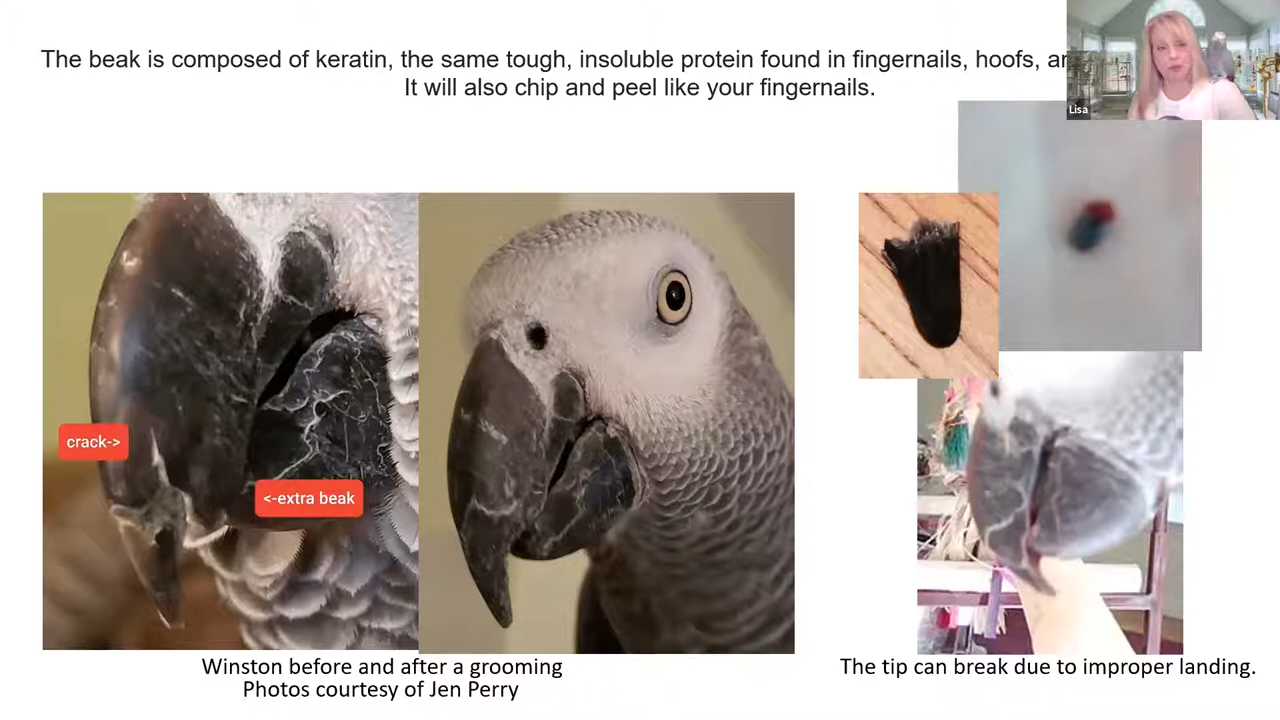 The beak is composed of keratin, the same tough, insoluble protein found in fingernails, hoofs,
It will also chip and peel like your fingernails.
Lisa
crack->
<-extra beak
Winston before and after a grooming
Photos courtesy of Jen Perry
The tip can break due to improper landing.